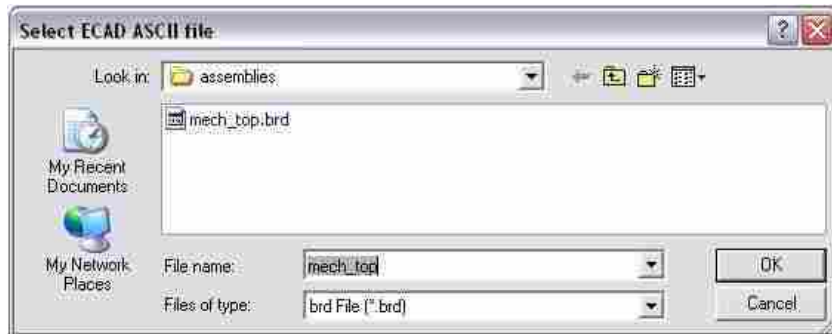 Select ECAD ASCII file
Look in: assemblies
mech_top.brd
My Recent
Documents
My Network
Places
File name: mech_top
OK
Files of type: brd File (*.brd)
Cancel